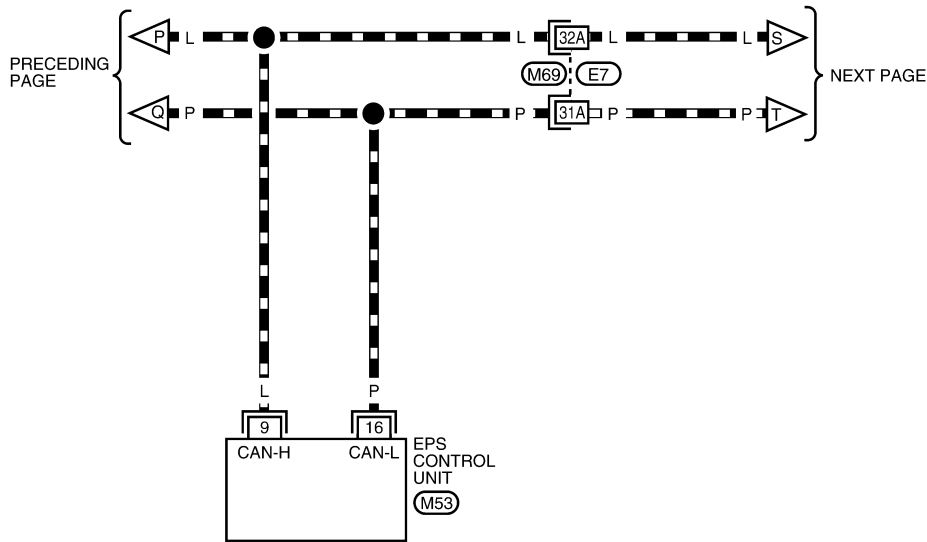 P L L 32A L L S
PRECEDING
PAGE
M69 E7
NEXT PAGE
Q P P 31A P P T
L P
9 16
CAN-H CAN-L
EPS
CONTROL
UNIT
M53